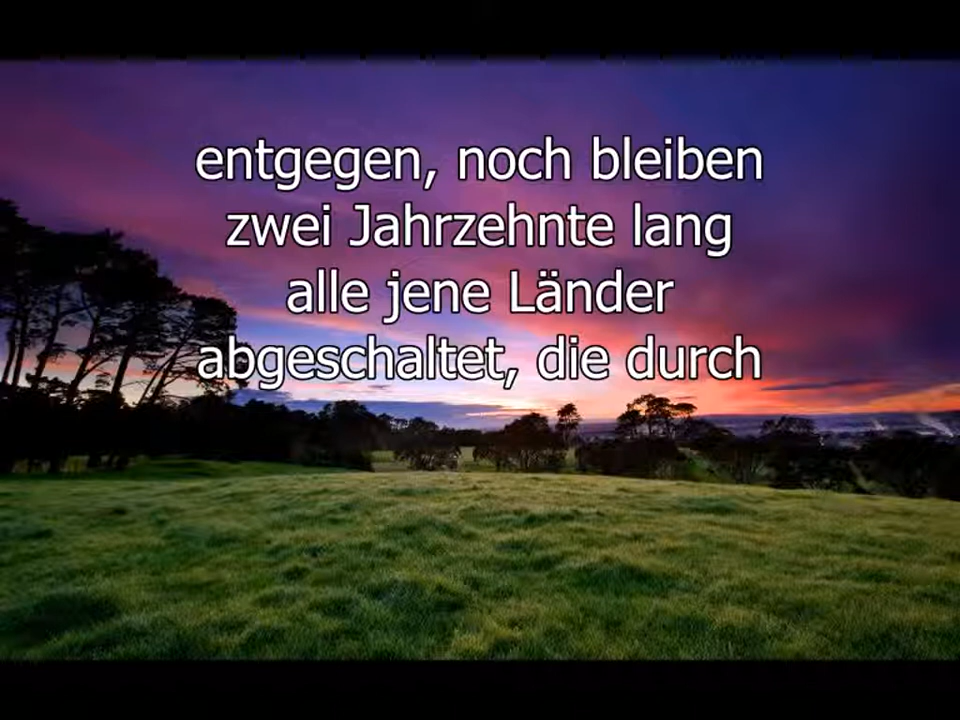 entgegen, noch bleiben
zwei Jahrzehnte lang
alle jene Länder
abgeschaltet, die durch